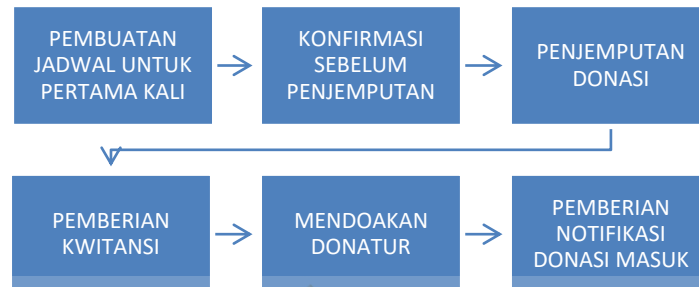 PEMBUATAN
JADWAL UNTUK
PERTAMA KALI
KONFIRMASI
SEBELUM
PENJEMPUTAN
PENJEMPUTAN
DONASI
PEMBERIAN
KWITANSI
MENDOAKAN
DONATUR
PEMBERIAN
NOTIFIKASI
DONASI MASUK